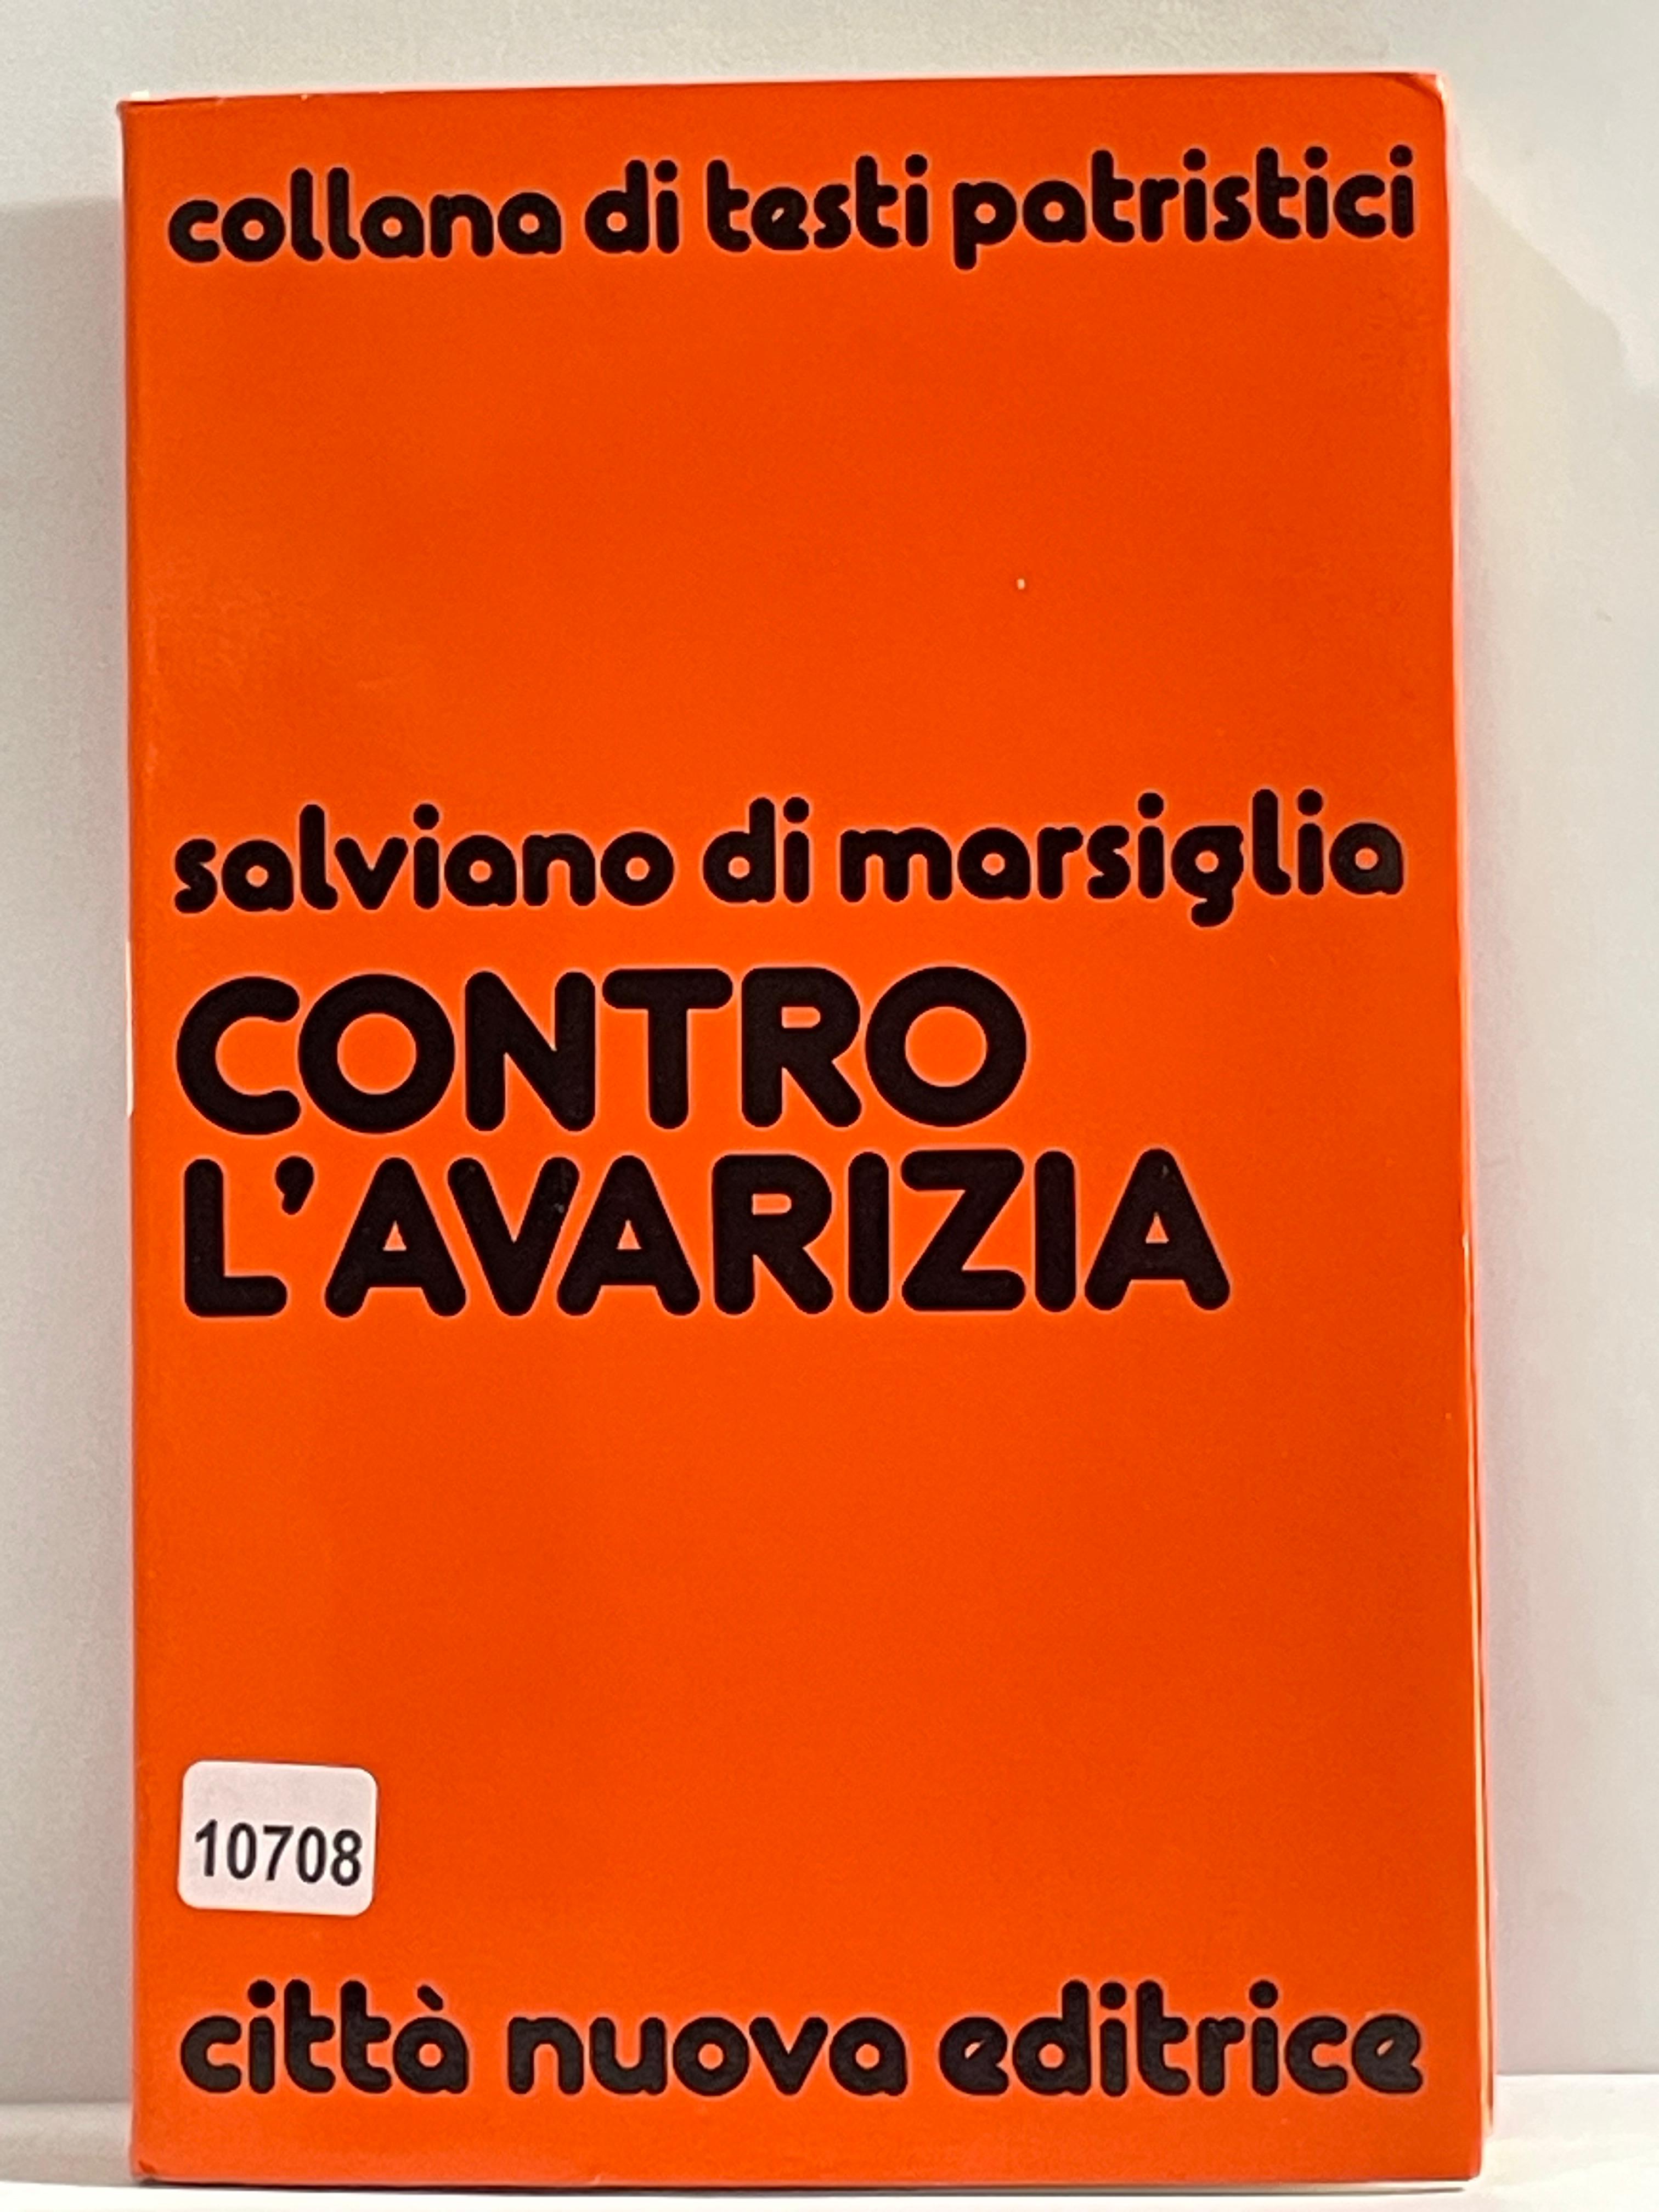 collana di testi patristici
salviano di marsiglia
CONTRO
L'AVARIZIA
10708
città nuova editrice